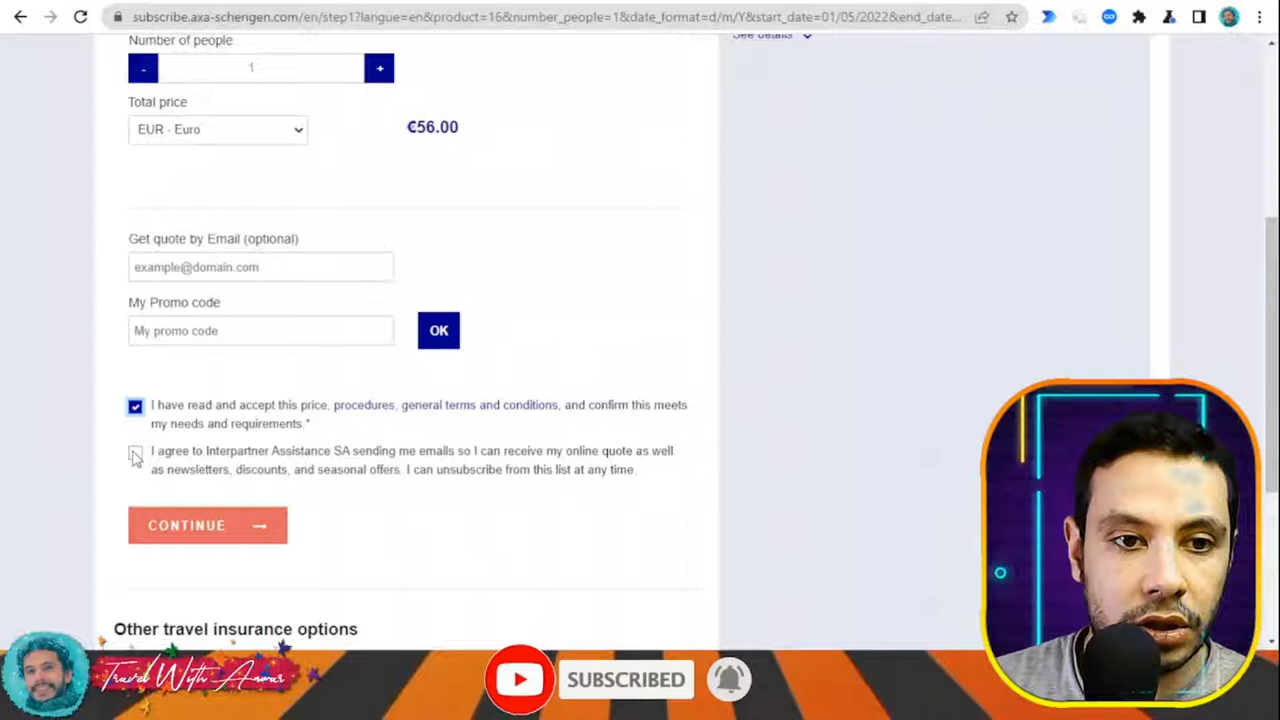 subscribe.axa-schengen.com/en/step1?langue=en&product=16&number_people=1&date_format=d/m/Y&start_date=01/05/2022&end_date...
Number of people
See details
-
1
+
Total price
EUR - Euro
€56.00
Get quote by Email (optional)
example@domain.com
My Promo code
My promo code
OK
I have read and accept this price, procedures, general terms and conditions, and confirm this meets
my needs and requirements.*
I agree to Interpartner Assistance SA sending me emails so I can receive my online quote as well
as newsletters, discounts, and seasonal offers. I can unsubscribe from this list at any time.
CONTINUE →
Other travel insurance options
Travel With Anwar
SUBSCRIBED